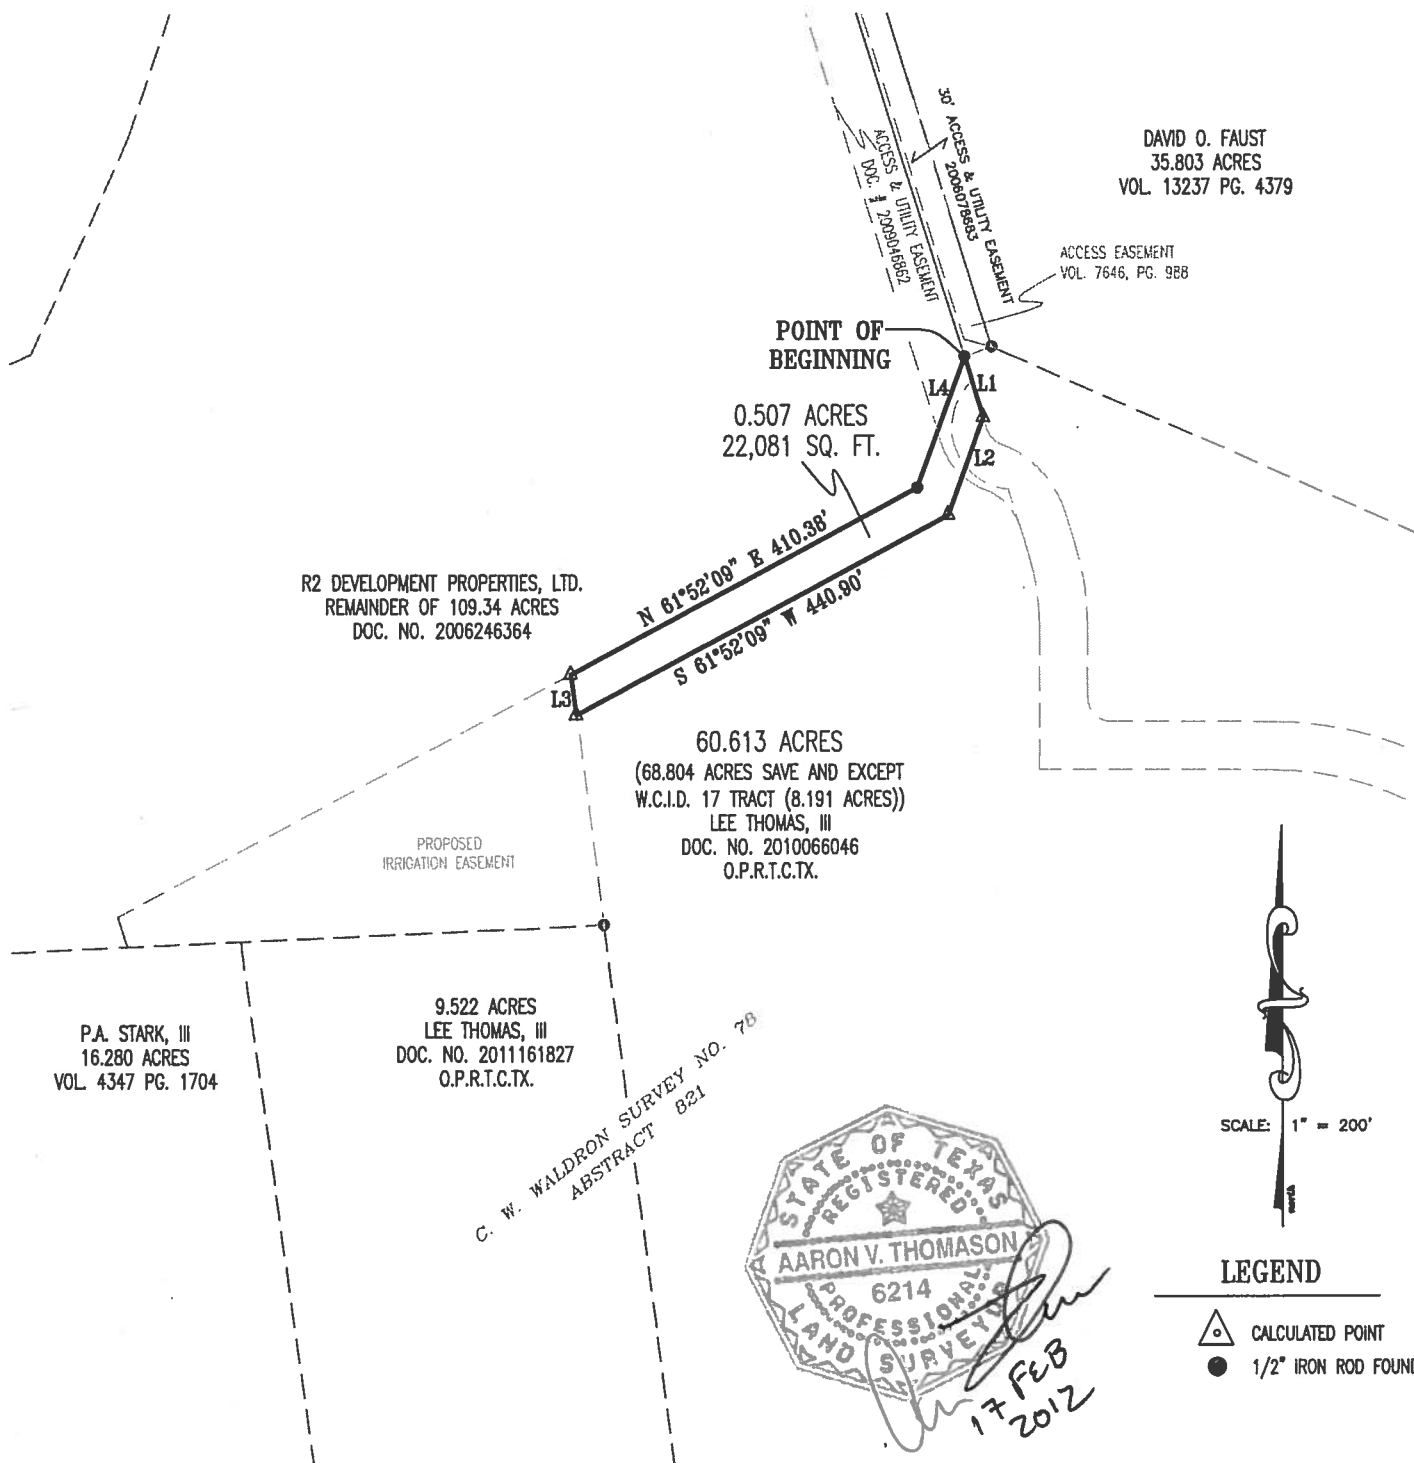 DAVID O. FAUST
35.803 ACRES
VOL. 13237 PG. 4379
30' ACCESS & UTILITY EASEMENT
2006078663
ACCESS & UTILITY EASEMENT
DOC. # 2009046862
ACCESS EASEMENT
VOL. 7646, PG. 988
POINT OF
BEGINNING
L4
L1
L2
0.507 ACRES
22,081 SQ. FT.
N 61°52'09" E 410.38'
S 61°52'09" W 440.90'
R2 DEVELOPMENT PROPERTIES, LTD.
REMAINDER OF 109.34 ACRES
DOC. NO. 2006246364
L3
60.613 ACRES
(68.804 ACRES SAVE AND EXCEPT
W.C.I.D. 17 TRACT (8.191 ACRES))
LEE THOMAS, III
DOC. NO. 2010066046
O.P.R.T.C.TX.
PROPOSED
IRRIGATION EASEMENT
P.A. STARK, III
16.280 ACRES
VOL. 4347 PG. 1704
9.522 ACRES
LEE THOMAS, III
DOC. NO. 2011161827
O.P.R.T.C.TX.
C. W. WALDRON SURVEY NO. 78
ABSTRACT 821
SCALE: 1" = 200'
north
STATE OF TEXAS
REGISTERED
AARON V. THOMASON
6214
PROFESSIONAL
LAND SURVEYOR
17 FEB
2012
LEGEND
CALCULATED POINT
1/2" IRON ROD FOUND